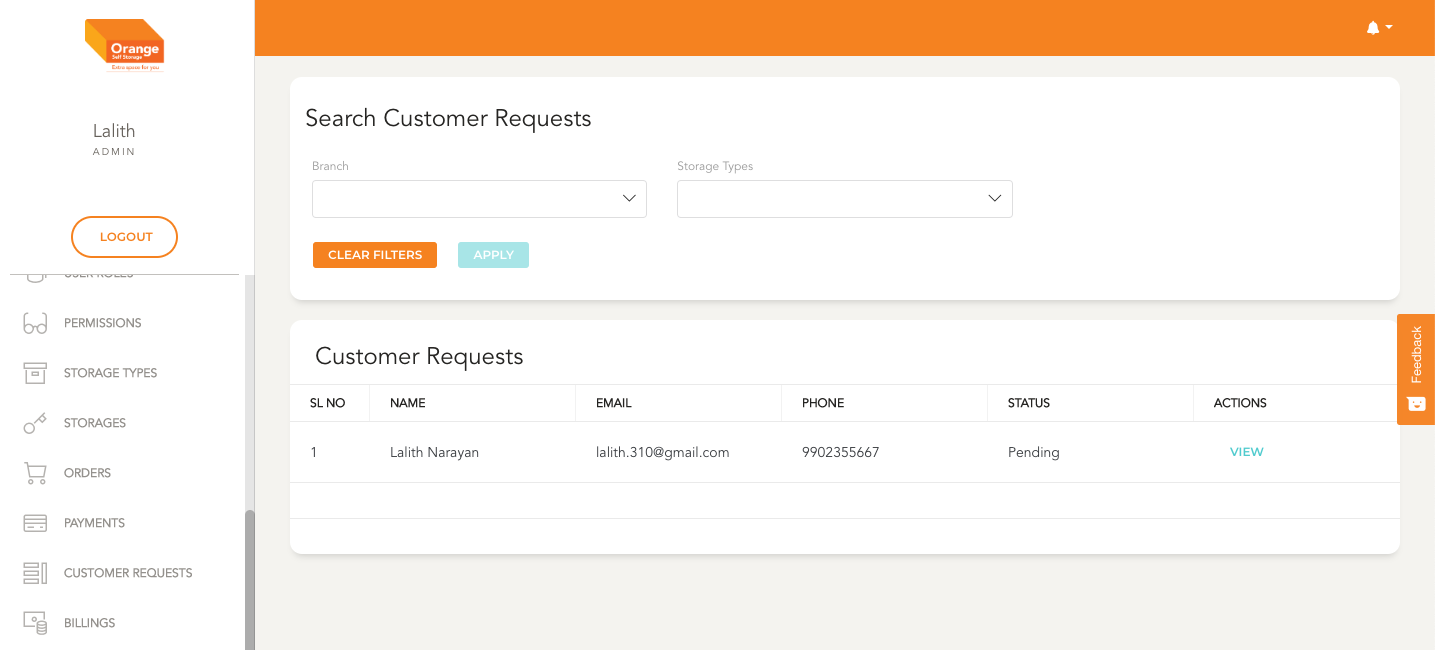 Orange
Self Storage
Extra space for you
Lalith
ADMIN
LOGOUT
USER ROLES
PERMISSIONS
STORAGE TYPES
STORAGES
ORDERS
PAYMENTS
CUSTOMER REQUESTS
BILLINGS
Search Customer Requests
Branch Storage Types
CLEAR FILTERS APPLY
Customer Requests
SL NO NAME EMAIL PHONE STATUS ACTIONS
1 Lalith Narayan lalith.310@gmail.com 9902355667 Pending VIEW
Feedback